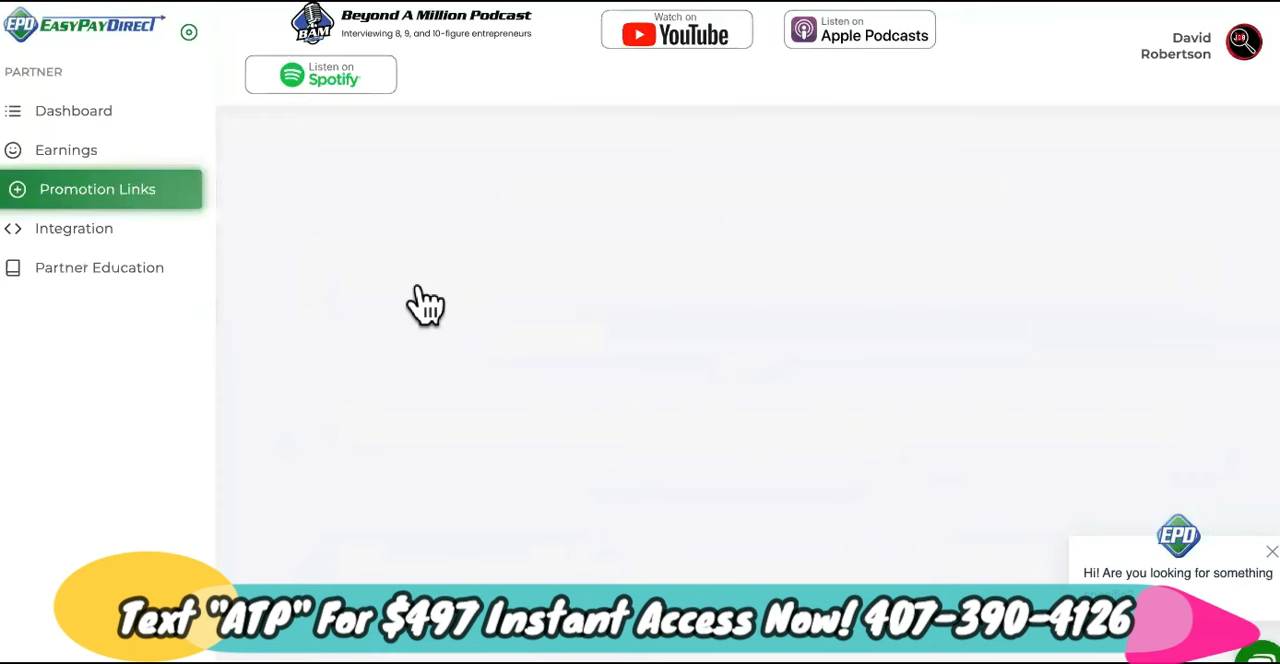 EPD EASYPAYDIRECT
BAM
Beyond A Million Podcast
Interviewing 8, 9, and 10-figure entrepreneurs
Watch on
YouTube
Listen on
Apple Podcasts
David
Robertson
Listen on
Spotify
PARTNER
Dashboard
Earnings
Promotion Links
Integration
Partner Education
EPD
Hi! Are you looking for something
Text "ATP" For $497 Instant Access Now! 407-390-4126